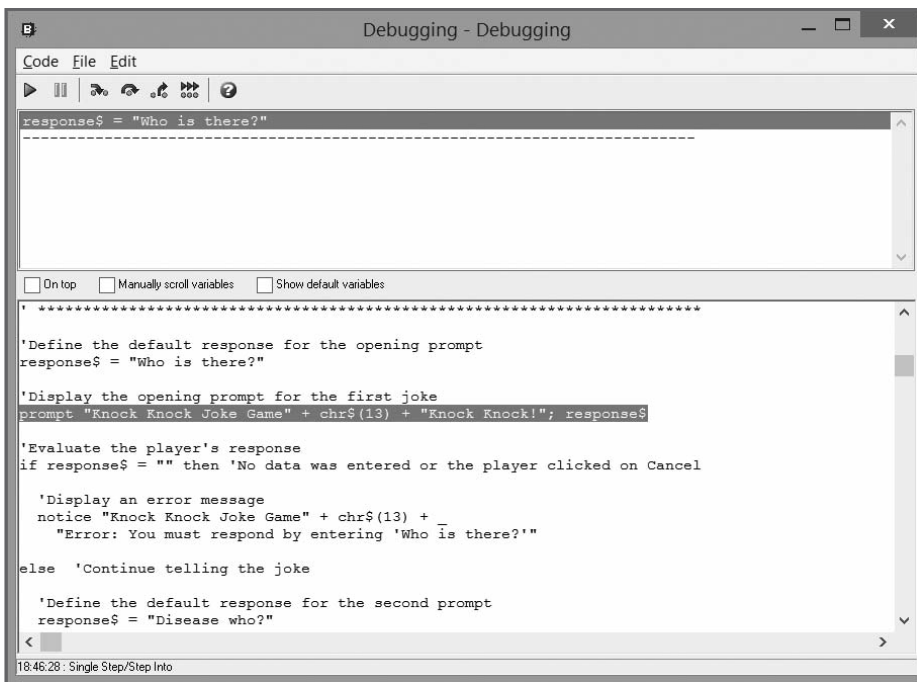 Debugging - Debugging
Code File Edit
response$ = "Who is there?"
---------------------------------------------------------------------------
On top Manually scroll variables Show default variables
' **************************************************************************
'Define the default response for the opening prompt
response$ = "Who is there?"
'Display the opening prompt for the first joke
prompt "Knock Knock Joke Game" + chr$(13) + "Knock Knock!"; response$
'Evaluate the player's response
if response$ = "" then 'No data was entered or the player clicked on Cancel
'Display an error message
notice "Knock Knock Joke Game" + chr$(13) + _
"Error: You must respond by entering 'Who is there?'"
else 'Continue telling the joke
'Define the default response for the second prompt
response$ = "Disease who?"
18:46:28 : Single Step/Step Into